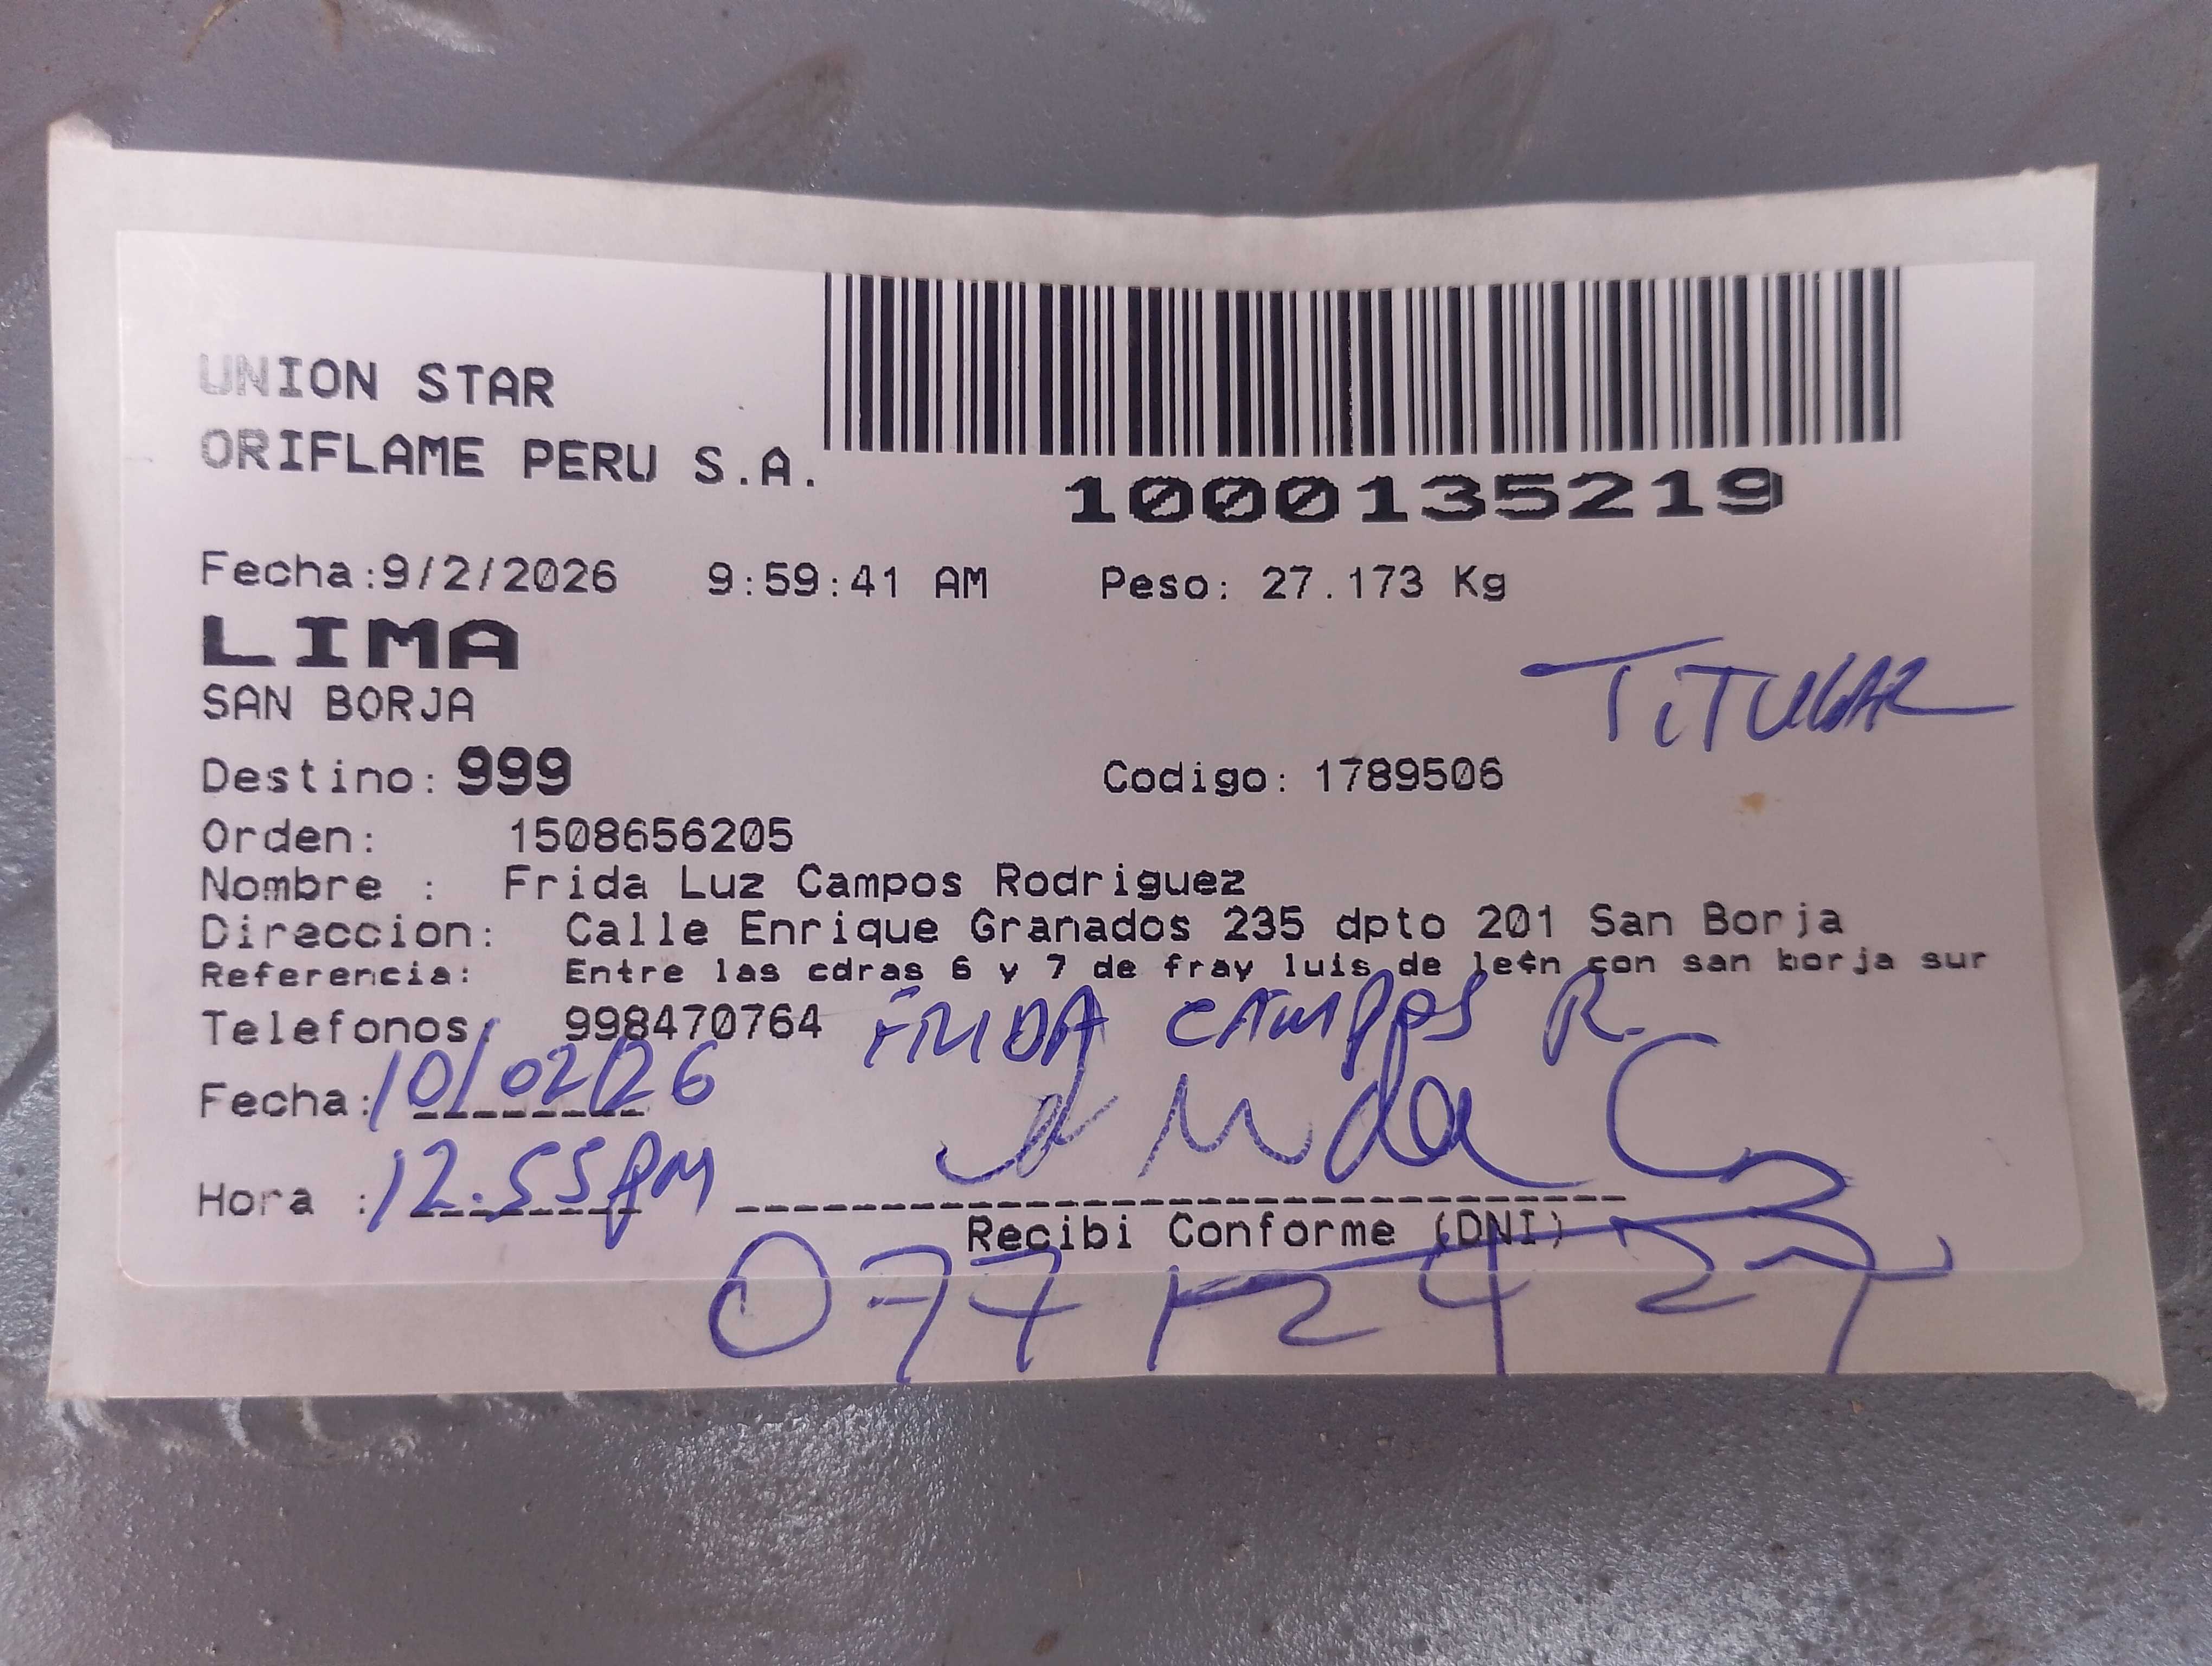 UNION STAR
ORIFLAME PERU S.A.
1000135219
Fecha:9/2/2026 9:59:41 AM Peso: 27.173 Kg
LIMA
SAN BORJA
TiTULAR
Destino: 999 Codigo: 1789506
Orden: 1508656205
Nombre : Frida Luz Campos Rodriguez
Direccion: Calle Enrique Granados 235 dpto 201 San Borja
Referencia: Entre las cdras 6 y 7 de fray luis de le¢n con san borja sur
Telefonos: 998470764 FRIDA CAMPOS R.
Fecha: 10/02/26
Hora : 12.55 PM
Recibi Conforme (DNI)